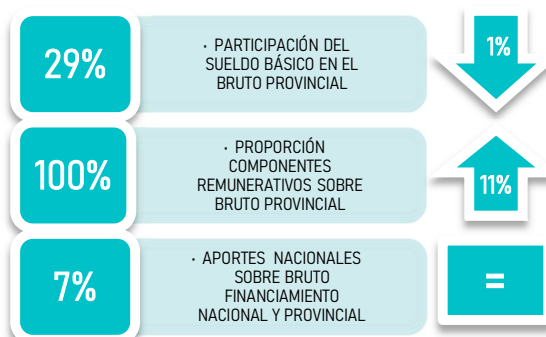 29%
· PARTICIPACIÓN DEL
SUELDO BÁSICO EN EL
BRUTO PROVINCIAL
1%
100%
· PROPORCIÓN
COMPONENTES
REMUNERATIVOS SOBRE
BRUTO PROVINCIAL
11%
7%
· APORTES NACIONALES
SOBRE BRUTO
FINANCIAMIENTO
NACIONAL Y PROVINCIAL
=